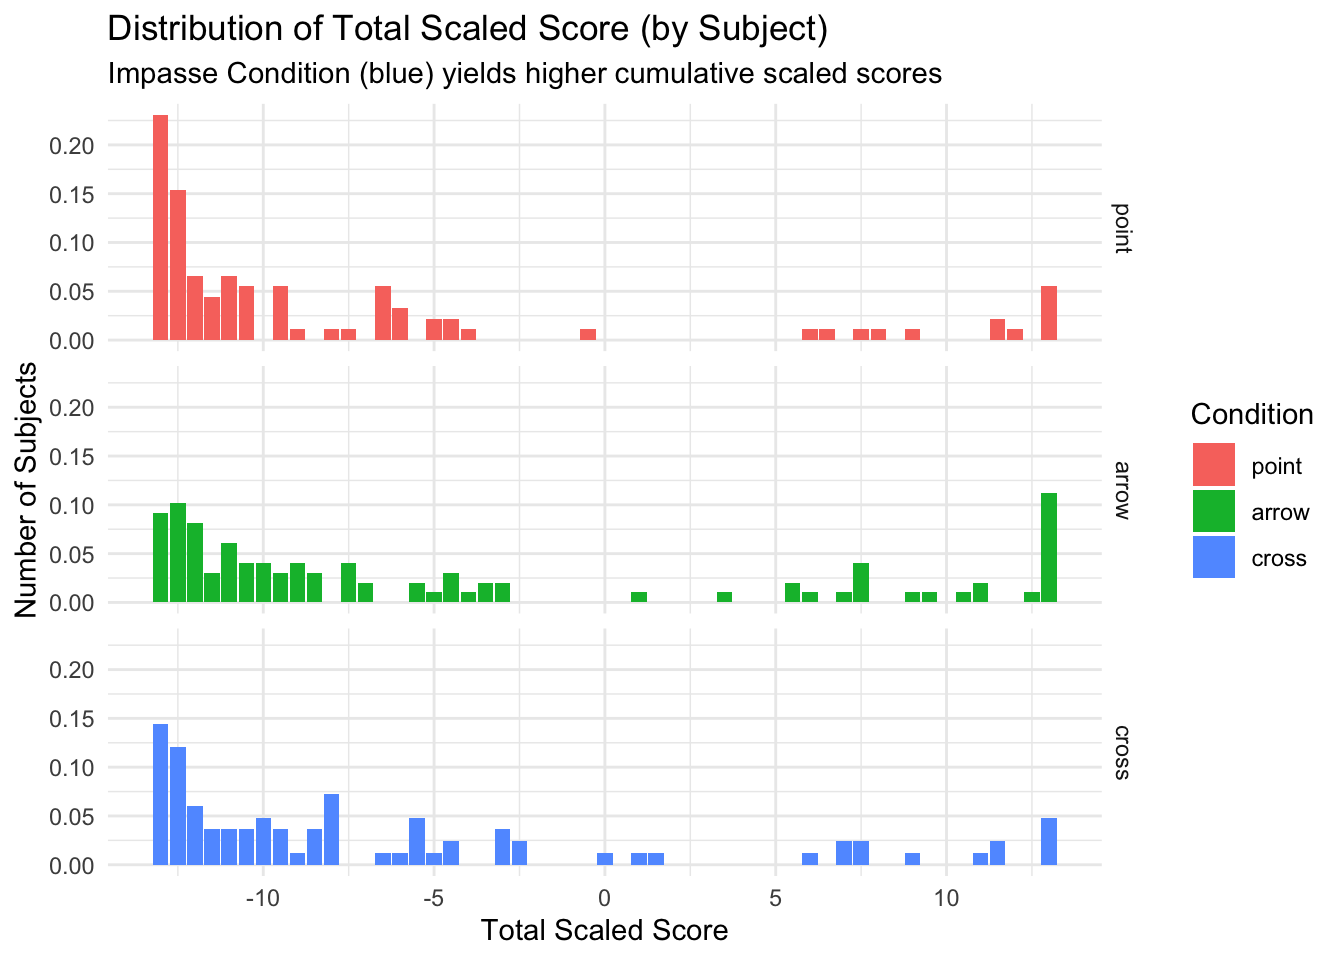 Distribution of Total Scaled Score (by Subject)
Impasse Condition (blue) yields higher cumulative scaled scores
Number of Subjects
0.20
0.15
0.10
0.05
0.00
point
0.20
0.15
0.10
0.05
0.00
arrow
0.20
0.15
0.10
0.05
0.00
cross
-10
-5
0
5
10
Total Scaled Score
Condition
point
arrow
cross